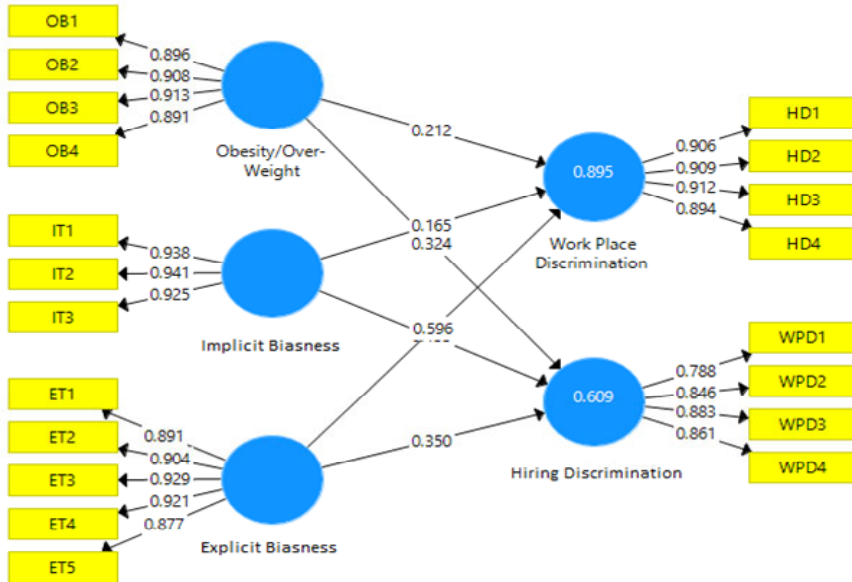 OB1
OB2
OB3
OB4
0.896
0.908
0.913
0.891
Obesity/Over-
Weight
IT1
IT2
IT3
0.938
0.941
0.925
Implicit Biasness
ET1
ET2
ET3
ET4
ET5
0.891
0.904
0.929
0.921
0.877
Explicit Biasness
0.212
0.165
0.324
0.596
0.350
0.895
Work Place
Discrimination
0.609
Hiring Discrimination
0.906
0.909
0.912
0.894
HD1
HD2
HD3
HD4
0.788
0.846
0.883
0.861
WPD1
WPD2
WPD3
WPD4